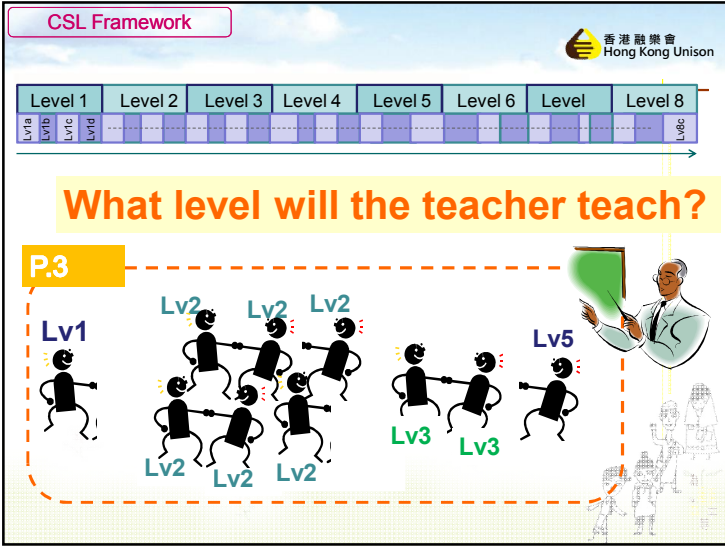 CSL Framework
香港融樂會
Hong Kong Unison
Level 1 Level 2 Level 3 Level 4 Level 5 Level 6 Level Level 8
Lv1a Lv1b Lv1c Lv1d Lv8c
What level will the teacher teach?
P.3
Lv2 Lv2 Lv2
Lv1 Lv5
Lv3 Lv3
Lv2 Lv2 Lv2